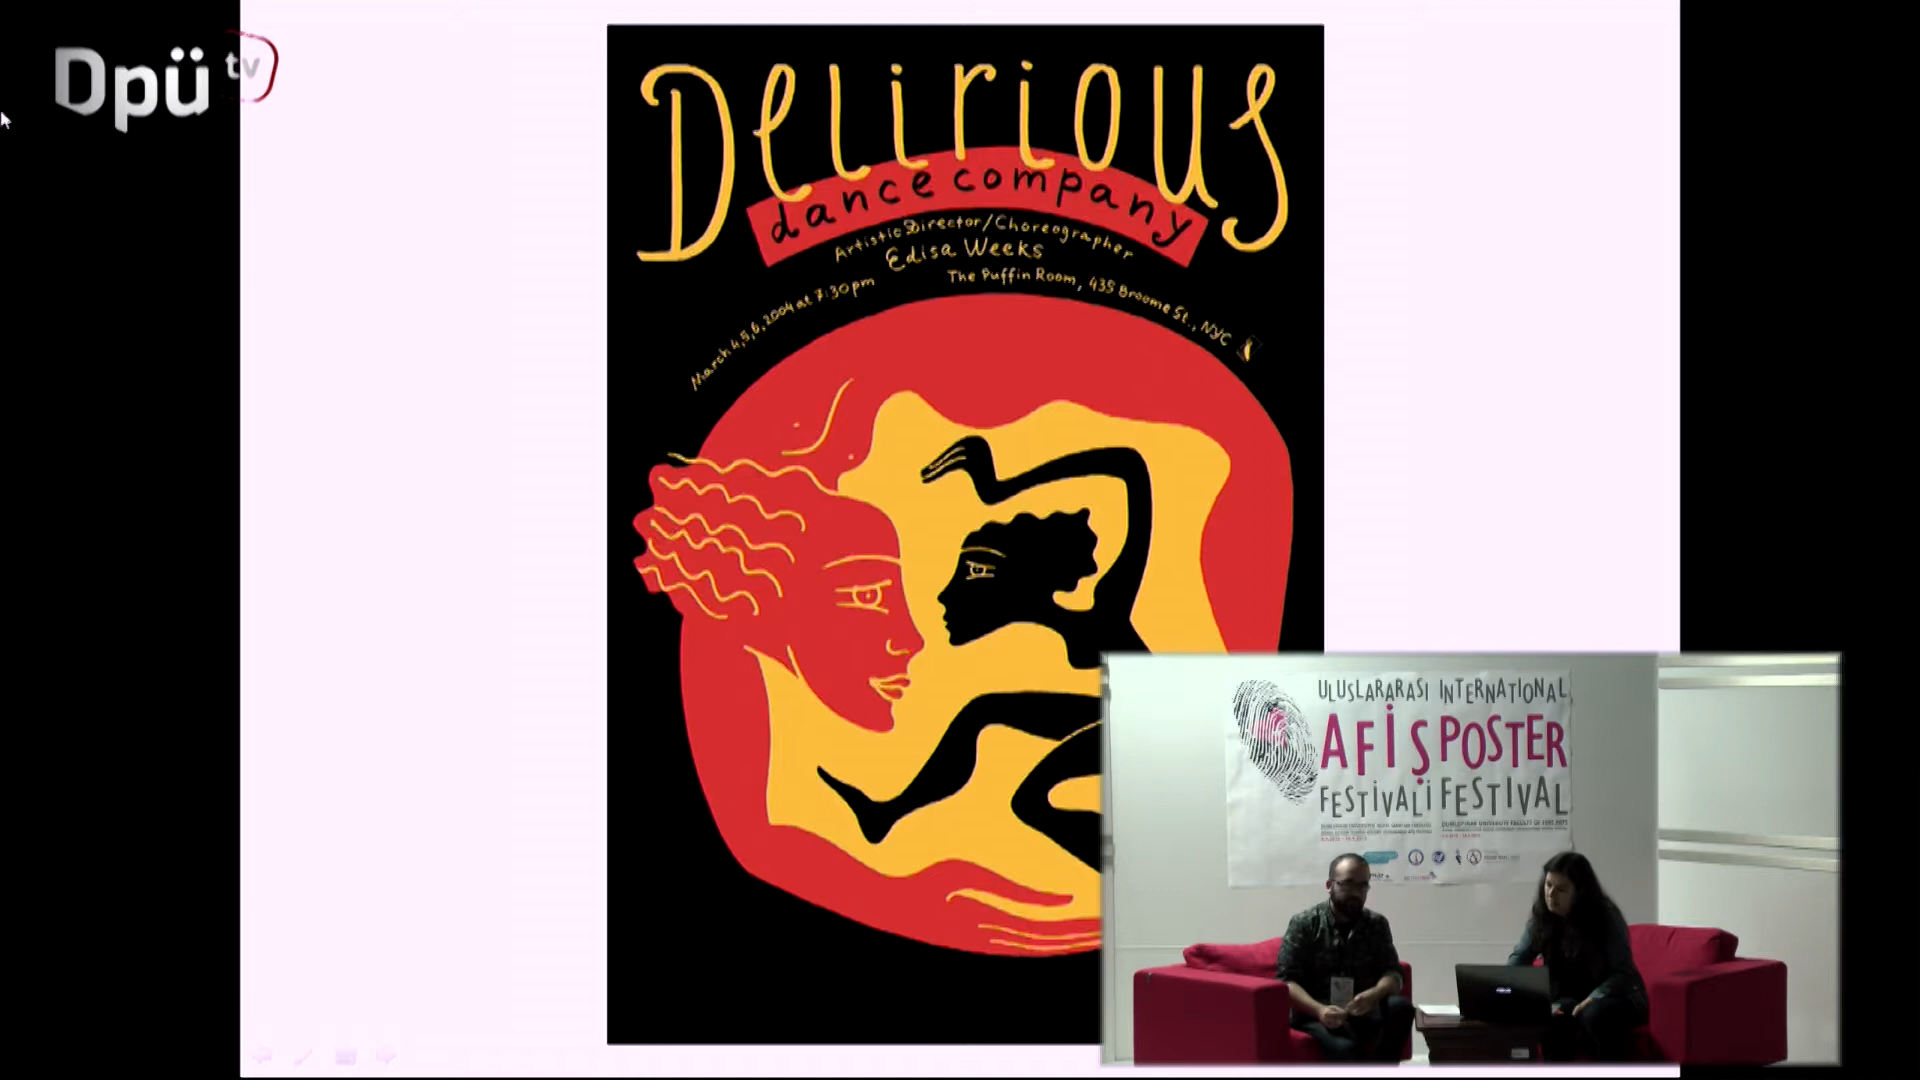 Dpü tv
Delirious
dance company
Artistic Director/Choreographer
Edisa Weeks
March 4,5,6, 2004 at 7:30 pm
The Puffin Room, 435 Broome St., NYC
ULUSLARARASI INTERNATIONAL
AFİŞ POSTER
FESTİVALİ FESTIVAL